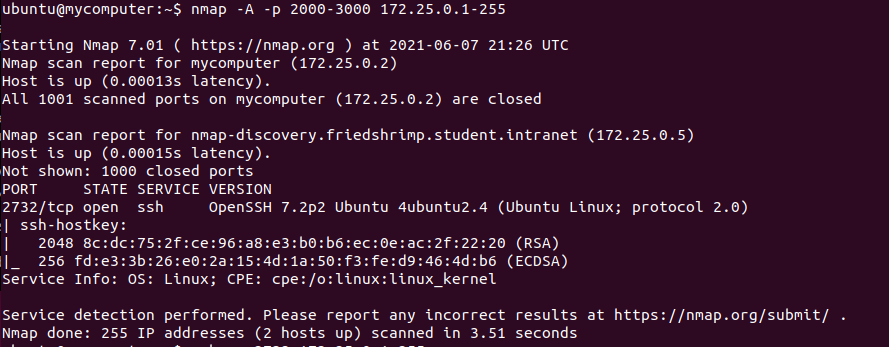 ubuntu@mycomputer:~$ nmap -A -p 2000-3000 172.25.0.1-255
Starting Nmap 7.01 ( https://nmap.org ) at 2021-06-07 21:26 UTC
Nmap scan report for mycomputer (172.25.0.2)
Host is up (0.00013s latency).
All 1001 scanned ports on mycomputer (172.25.0.2) are closed
Nmap scan report for nmap-discovery.friedshrimp.student.intranet (172.25.0.5)
Host is up (0.00015s latency).
Not shown: 1000 closed ports
PORT     STATE SERVICE VERSION
2732/tcp open  ssh     OpenSSH 7.2p2 Ubuntu 4ubuntu2.4 (Ubuntu Linux; protocol 2.0)
| ssh-hostkey:
|   2048 8c:dc:75:2f:ce:96:a8:e3:b0:b6:ec:0e:ac:2f:22:20 (RSA)
|_  256 fd:e3:3b:26:e0:2a:15:4d:1a:50:f3:fe:d9:46:4d:b6 (ECDSA)
Service Info: OS: Linux; CPE: cpe:/o:linux:linux_kernel
Service detection performed. Please report any incorrect results at https://nmap.org/submit/ .
Nmap done: 255 IP addresses (2 hosts up) scanned in 3.51 seconds